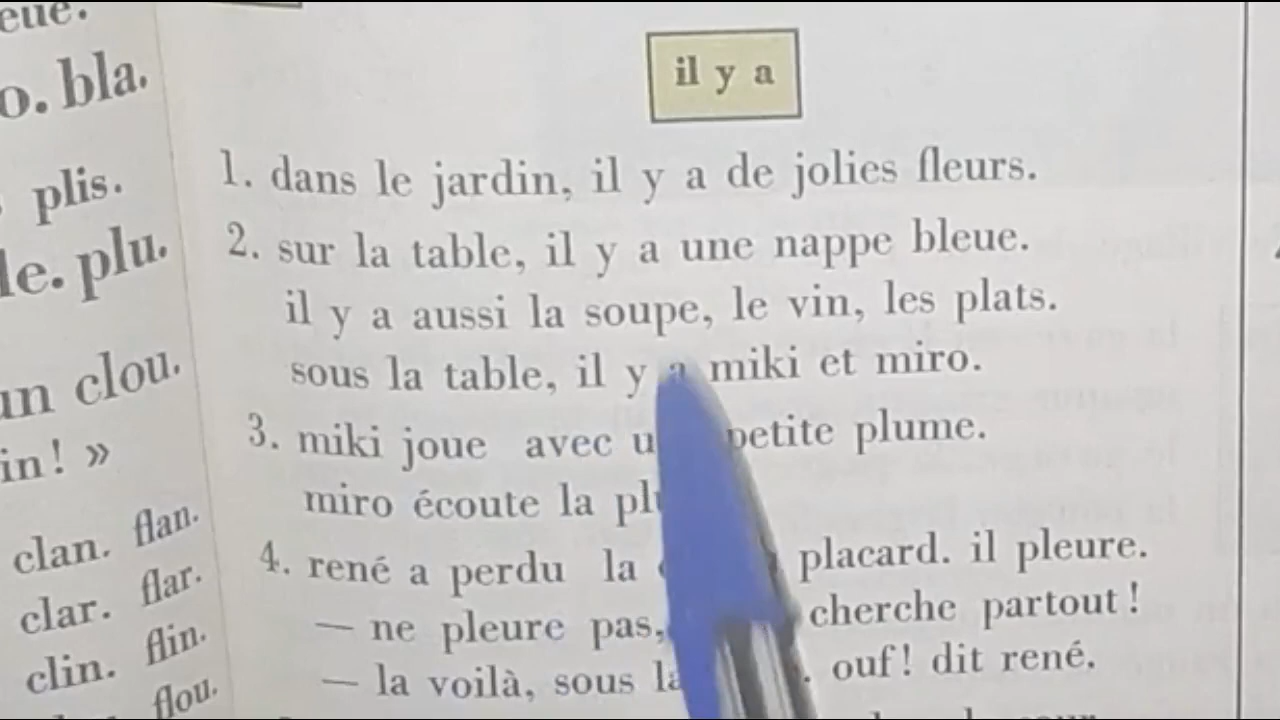 eue.
o. bla.
plis.
le. plu.
un clou.
in! »
clan. flan.
clar. flar.
clin. flin.
flou.
il y a
1. dans le jardin, il y a de jolies fleurs.
2. sur la table, il y a une nappe bleue.
il y a aussi la soupe, le vin, les plats.
sous la table, il y a miki et miro.
3. miki joue avec petite plume.
miro écoute la
4. rené a perdu la placard. il pleure.
— ne pleure pas, cherche partout!
— la voilà, sous ouf! dit rené.